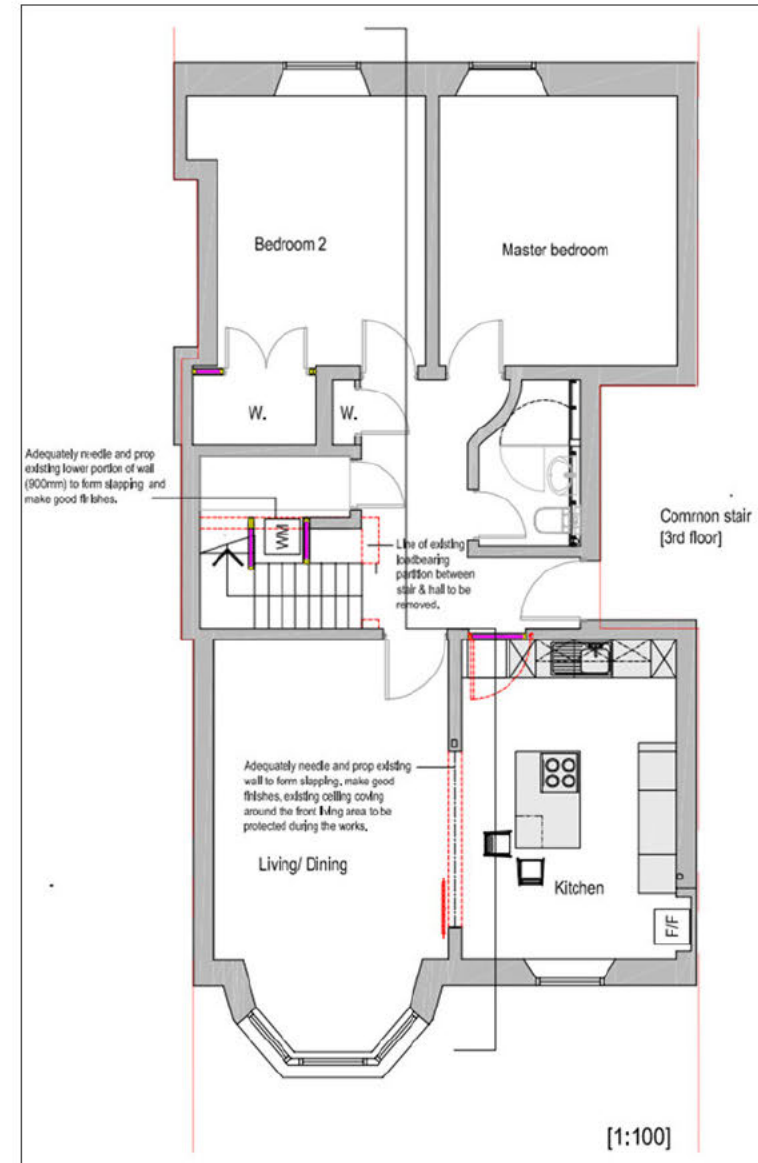 Bedroom 2
Master bedroom
W.
W.
Adequately needle and prop
existing lower portion of wall
(900mm) to form slapping and
make good finishes.
WM
Line of existing
loadbearing
partition between
stair & hall to be
removed.
Common stair
[3rd floor]
Adequately needle and prop existing
wall to form slapping, make good
finishes, existing ceiling coving
around the front living area to be
protected during the works.
Living/ Dining
Kitchen
F/F
[1:100]